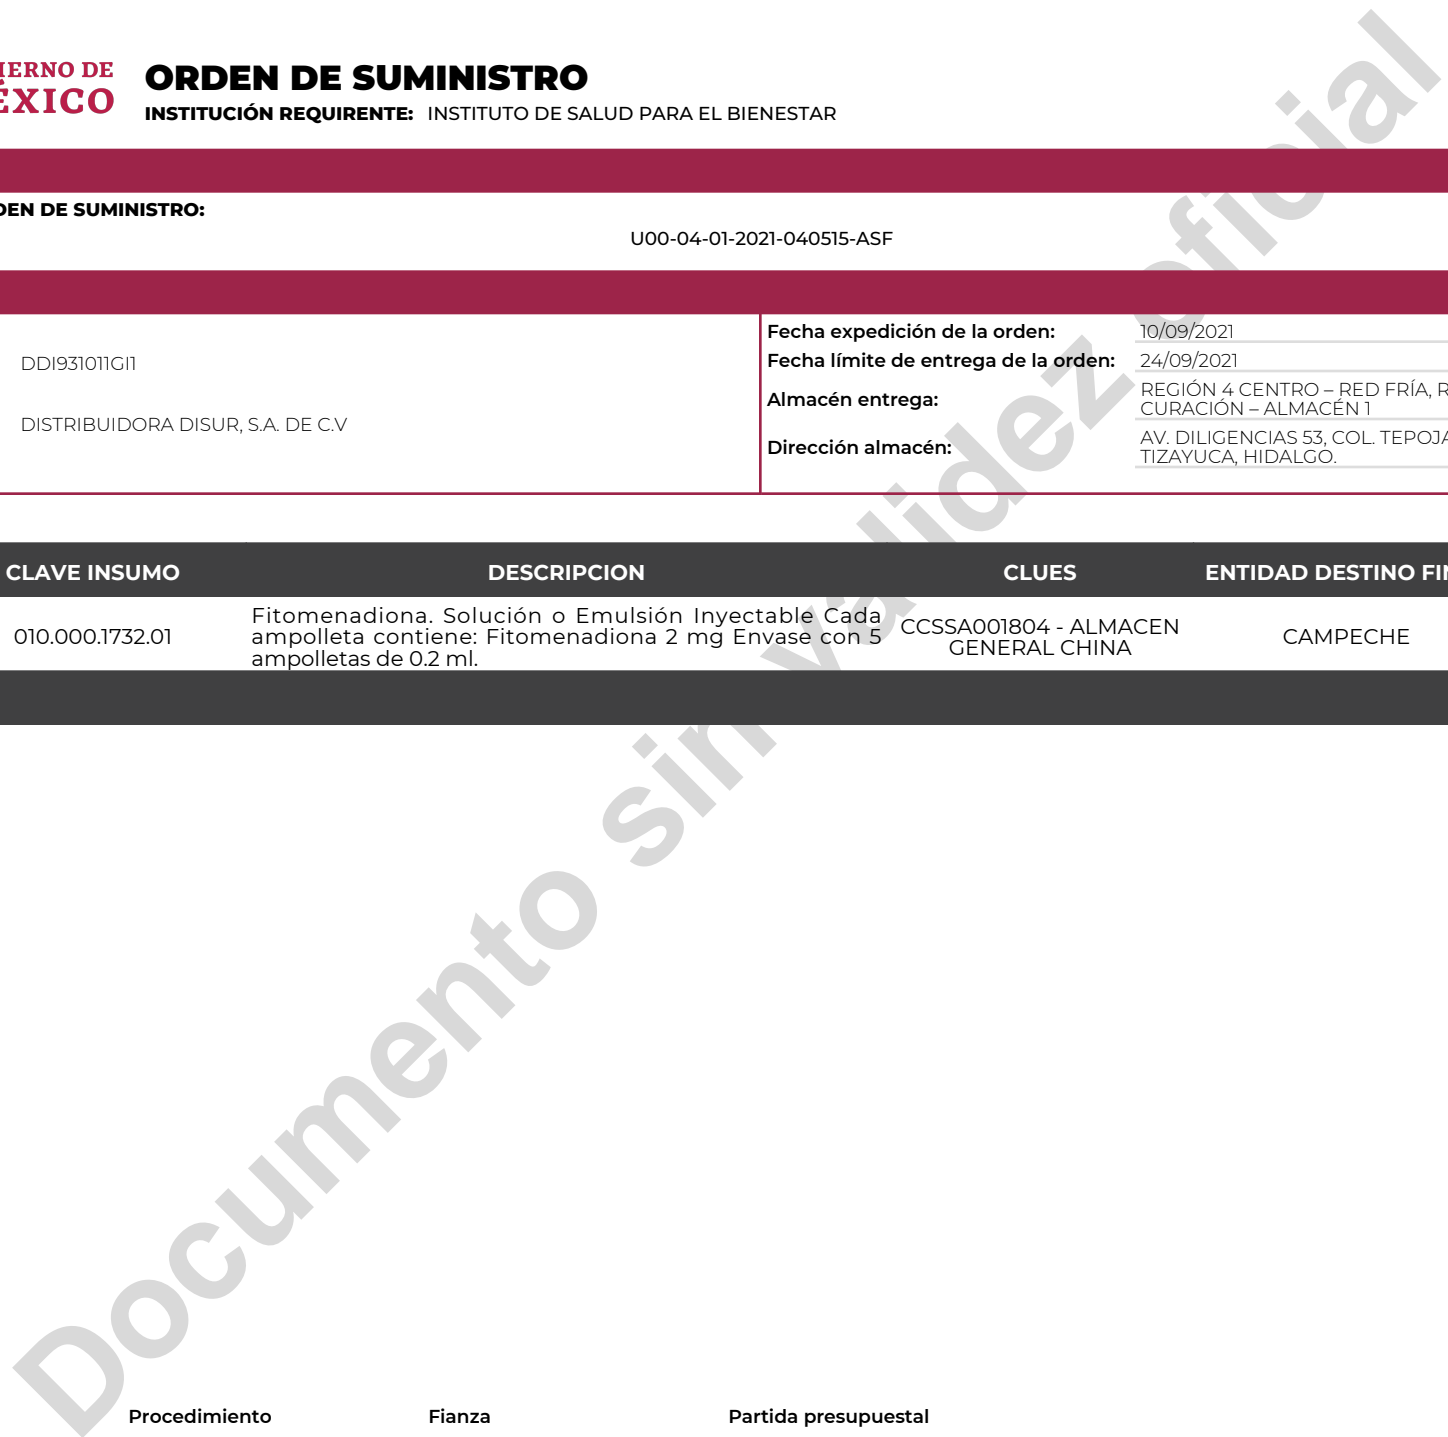 ORDEN DE SUMINISTRO
INSTITUCIÓN REQUIRENTE: INSTITUTO DE SALUD PARA EL BIENESTAR
DE
XICO
DE SUMINISTRO:
U00-04-01-2021-040515-ASF
DDI931011GI1
DISTRIBUIDORA DISUR, S.A. DE C.V
Fecha expedición de la orden: 10/09/2021
Fecha límite de entrega de la orden: 24/09/2021
Almacén entrega: REGIÓN 4 CENTRO – RED FRÍA,
CURACIÓN – ALMACÉN 1
Dirección almacén: AV. DILIGENCIAS 53, COL.
TIZAYUCA, HIDALGO.
CLAVE INSUMO DESCRIPCION CLUES ENTIDAD DESTINO
010.000.1732.01
Fitomenadiona. Solución o Emulsión Inyectable Cada
ampolleta contiene: Fitomenadiona 2 mg Envase con 5
ampolletas de 0.2 ml.
CCSSA001804 - ALMACEN
GENERAL CHINA
CAMPECHE
Documento sin validez oficial
Procedimiento Fianza Partida presupuestal